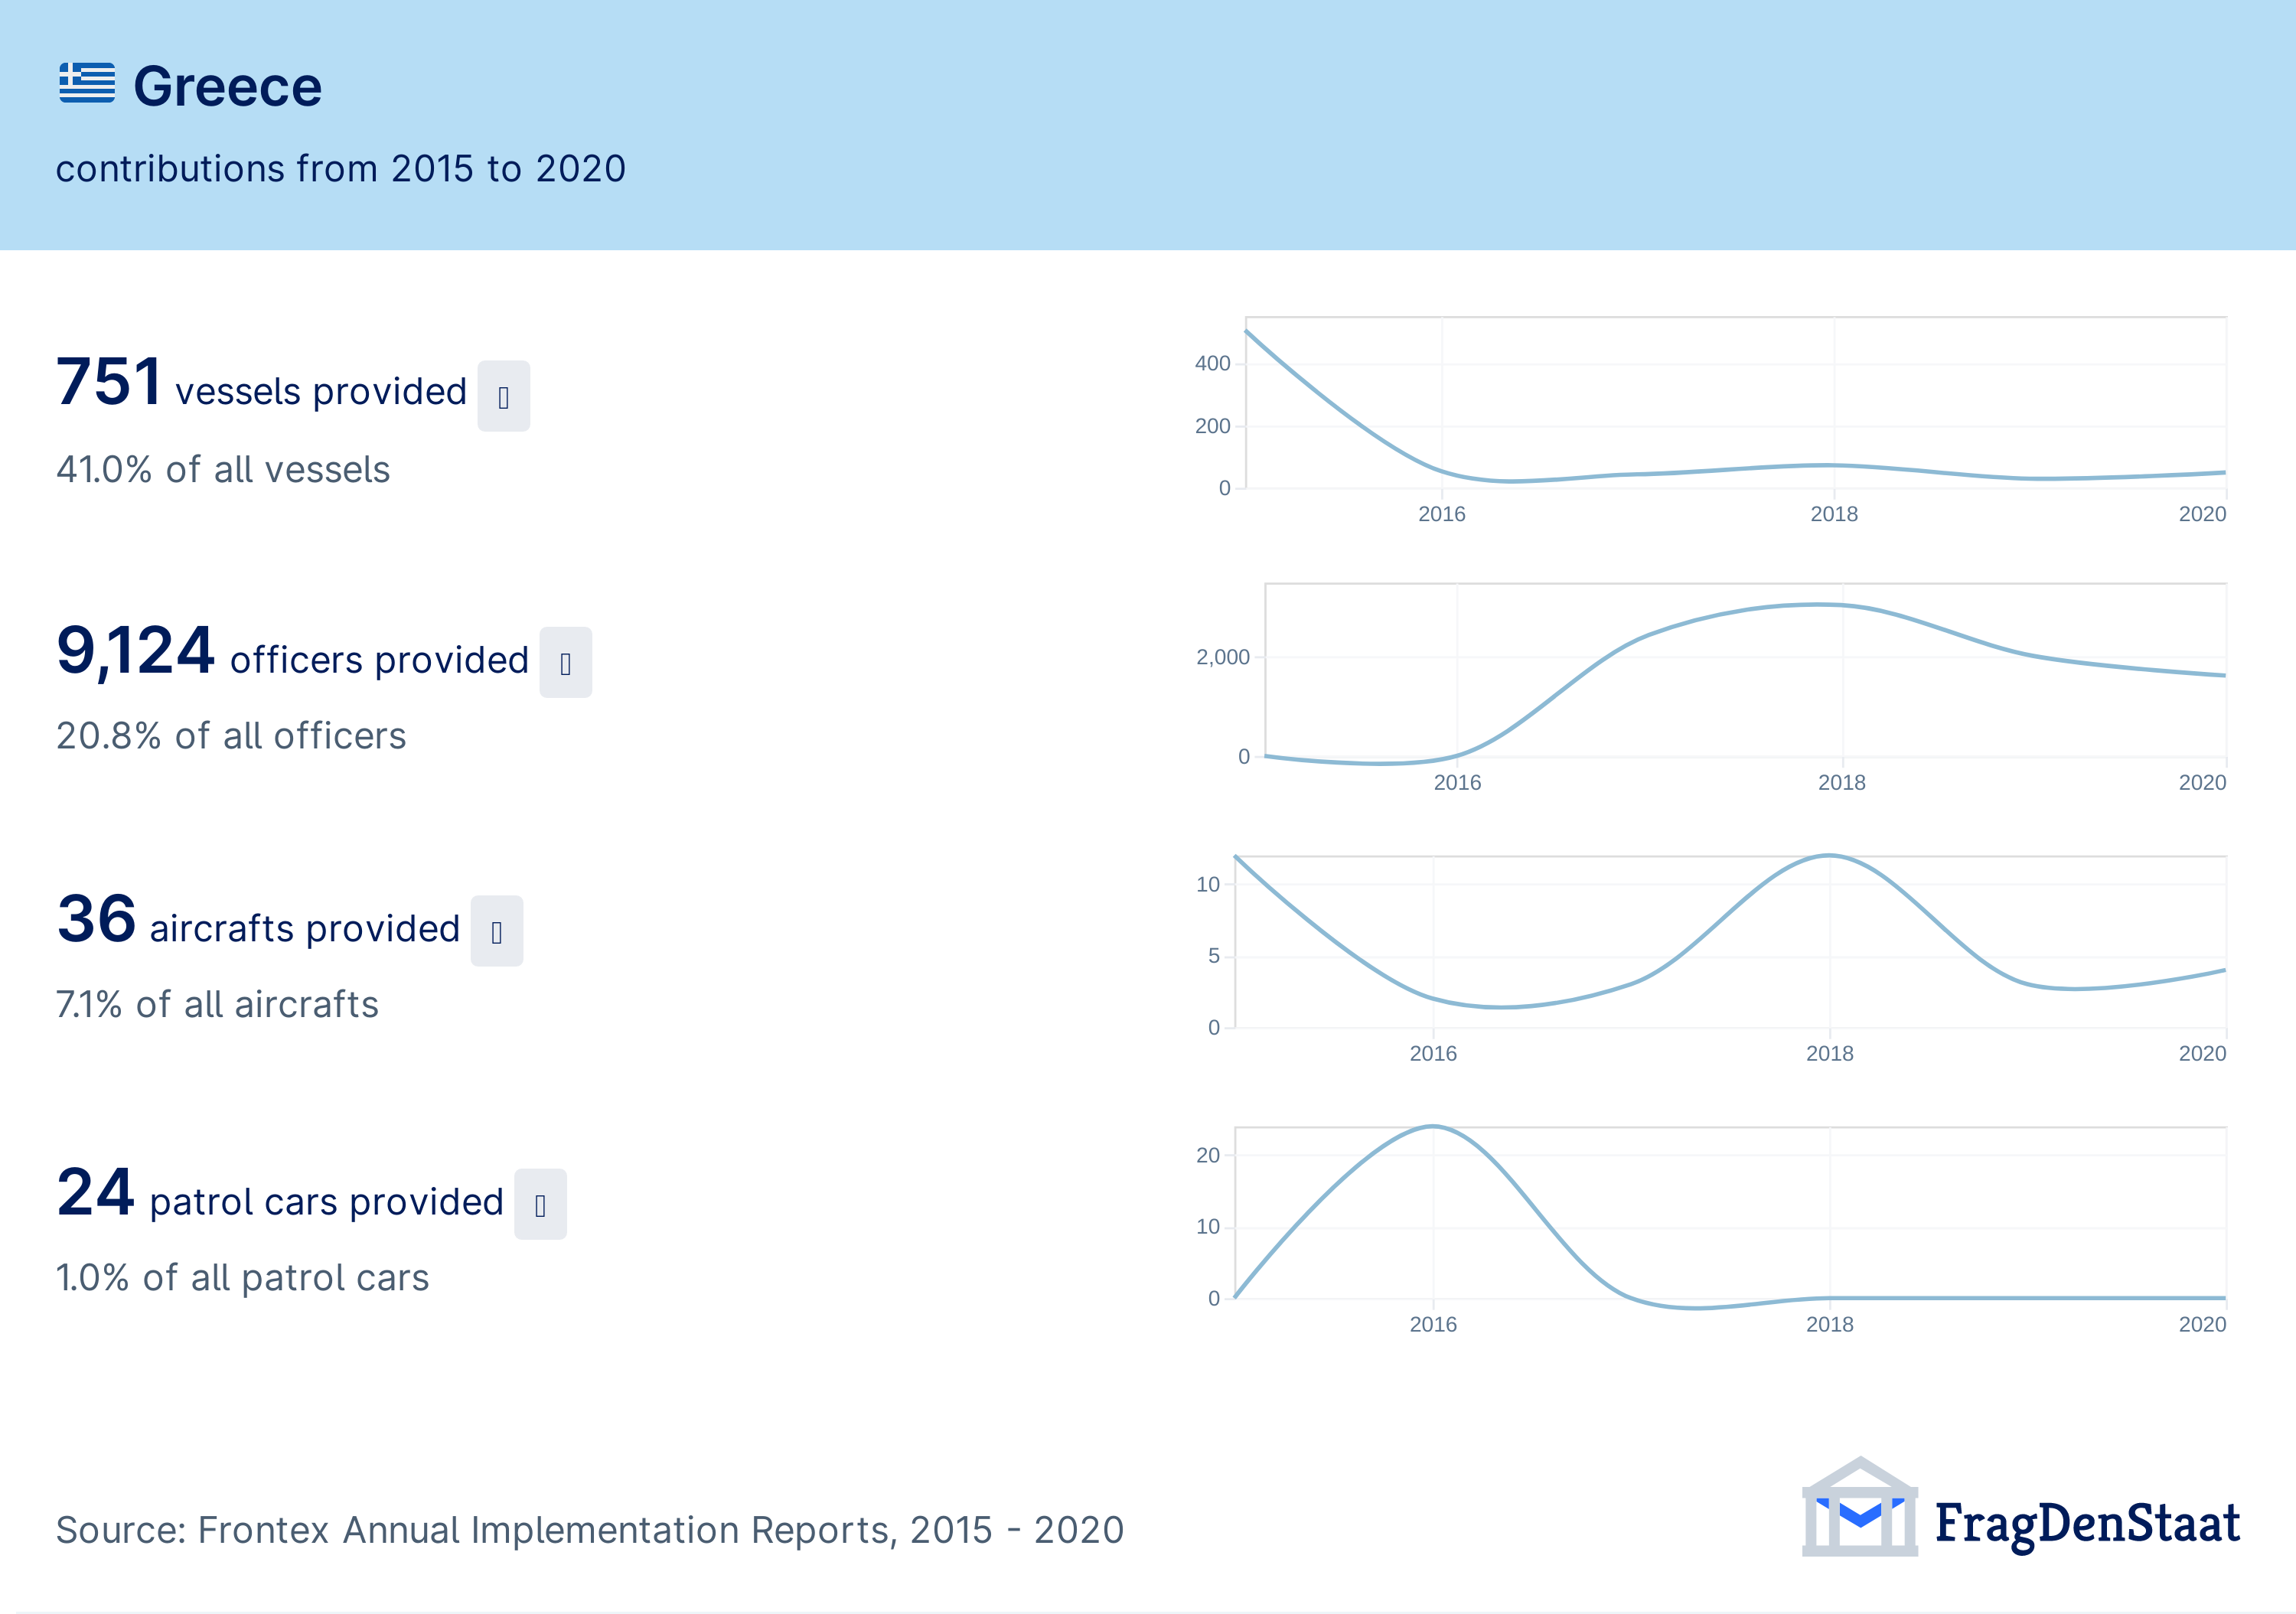 Greece
contributions from 2015 to 2020
751 vessels provided
41.0% of all vessels
400
200
0
2016 2018 2020
9,124 officers provided
20.8% of all officers
2,000
0
2016 2018 2020
36 aircrafts provided
7.1% of all aircrafts
10
5
0
2016 2018 2020
24 patrol cars provided
1.0% of all patrol cars
20
10
0
2016 2018 2020
Source: Frontex Annual Implementation Reports, 2015 - 2020
FragDenStaat